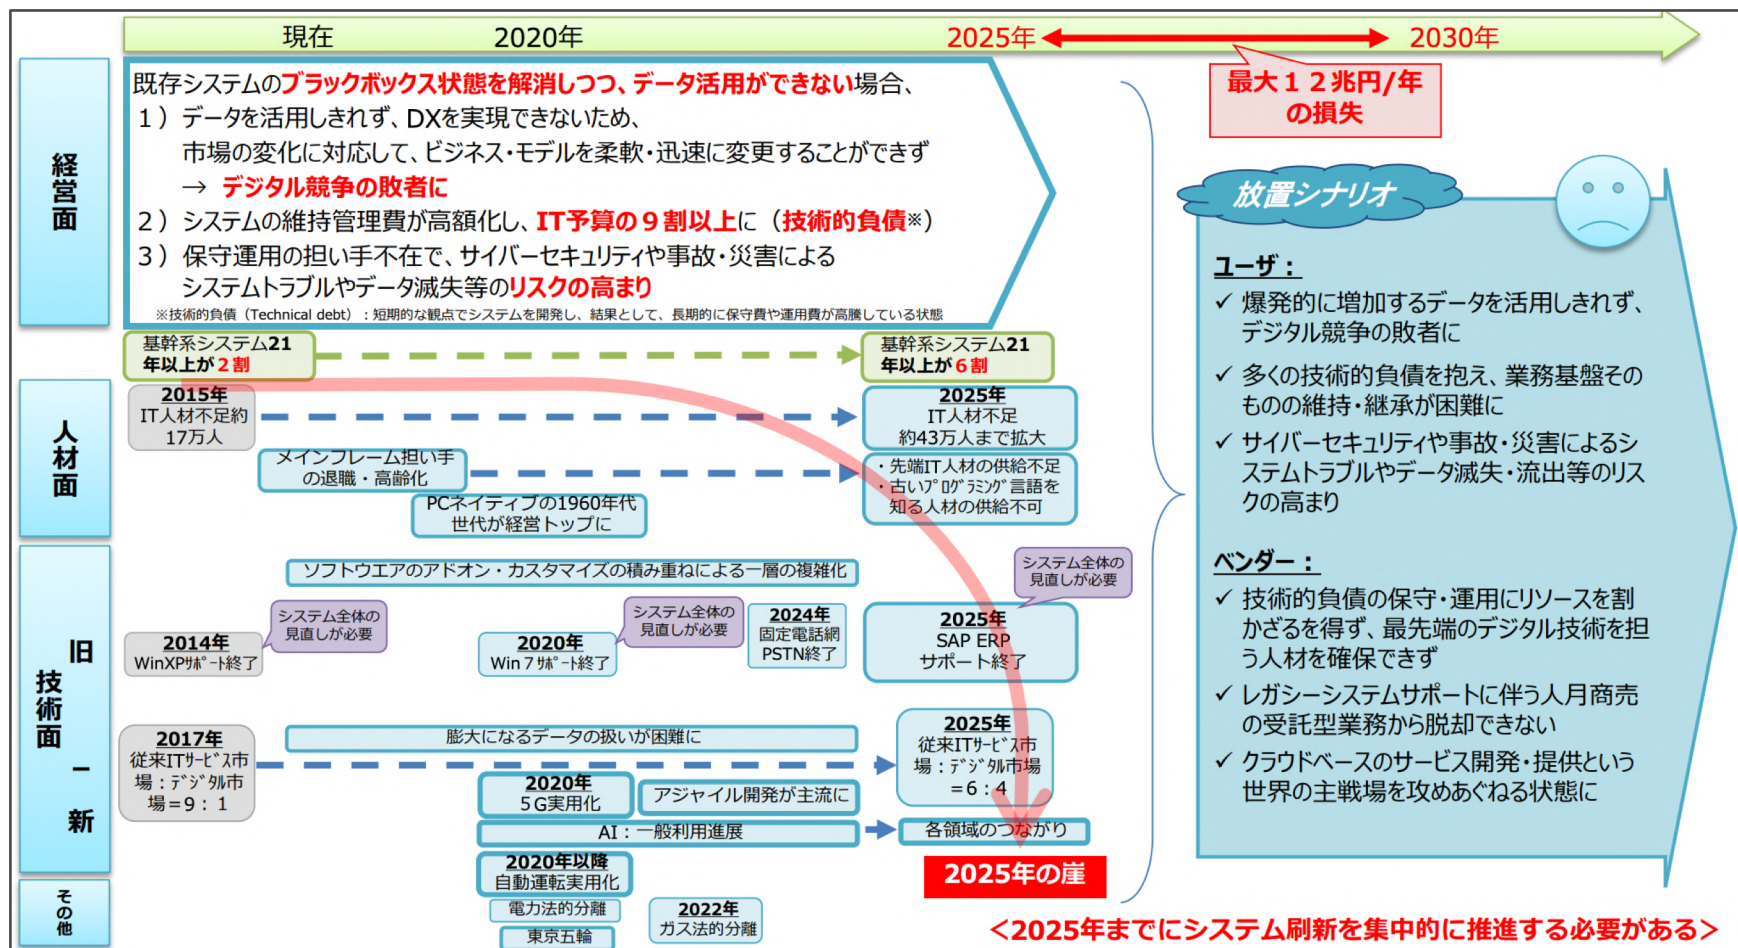 現在
2020年
2025年
2030年
最大１２兆円/年
の損失
経営面
既存システムのブラックボックス状態を解消しつつ、データ活用ができない場合、
１）データを活用しきれず、DXを実現できないため、
市場の変化に対応して、ビジネス・モデルを柔軟・迅速に変更することができず
→ デジタル競争の敗者に
２）システムの維持管理費が高額化し、IT予算の９割以上に（技術的負債※）
３）保守運用の担い手不在で、サイバーセキュリティや事故・災害による
システムトラブルやデータ滅失等のリスクの高まり
※技術的負債（Technical debt）：短期的な観点でシステムを開発し、結果として、長期的に保守費や運用費が高騰している状態
基幹系システム21
年以上が２割
基幹系システム21
年以上が６割
人材面
2015年
IT人材不足約
17万人
2025年
IT人材不足
約43万人まで拡大
メインフレーム担い手
の退職・高齢化
・先端IT人材の供給不足
・古いﾌﾟﾛｸﾞﾗﾐﾝｸﾞ言語を
知る人材の供給不可
PCネイティブの1960年代
世代が経営トップに
技術面
旧
ー
新
ソフトウエアのアドオン・カスタマイズの積み重ねによる一層の複雑化
システム全体の
見直しが必要
2014年
WinXPｻﾎﾟｰﾄ終了
システム全体の
見直しが必要
2020年
Win７ｻﾎﾟｰﾄ終了
システム全体の
見直しが必要
2024年
固定電話網
PSTN終了
2025年
SAP ERP
サポート終了
2017年
従来ITｻｰﾋﾞｽ市
場：ﾃﾞｼﾞﾀﾙ市
場＝9：１
膨大になるデータの扱いが困難に
2025年
従来ITｻｰﾋﾞｽ市
場：ﾃﾞｼﾞﾀﾙ市場
＝6：4
2020年
５G実用化
アジャイル開発が主流に
AI：一般利用進展
各領域のつながり
2020年以降
自動運転実用化
2025年の崖
その他
電力法的分離
東京五輪
2022年
ガス法的分離
放置シナリオ
ユーザ：
✓ 爆発的に増加するデータを活用しきれず、
デジタル競争の敗者に
✓ 多くの技術的負債を抱え、業務基盤その
ものの維持・継承が困難に
✓ サイバーセキュリティや事故・災害によるシ
ステムトラブルやデータ滅失・流出等のリス
クの高まり
ベンダー：
✓ 技術的負債の保守・運用にリソースを割
かざるを得ず、最先端のデジタル技術を担
う人材を確保できず
✓ レガシーシステムサポートに伴う人月商売
の受託型業務から脱却できない
✓ クラウドベースのサービス開発・提供という
世界の主戦場を攻めあぐねる状態に
＜2025年までにシステム刷新を集中的に推進する必要がある＞